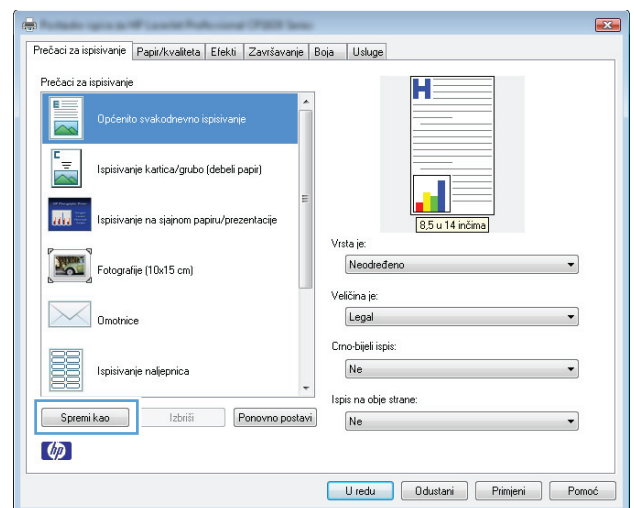 Prečaci za ispisivanje Papir/kvaliteta Efekti Završavanje Boja Usluge
Prečaci za ispisivanje
Općenito svakodnevno ispisivanje
Ispisivanje kartica/grubo (debeli papir)
Ispisivanje na sjajnom papiru/prezentacije
Fotografije (10x15 cm)
Omotnice
Ispisivanje naljepnica
Spremi kao Izbriši Ponovno postavi
hp
H
8,5 u 14 inčima
Vrsta je:
Neodređeno
Veličina je:
Legal
Crno-bijeli ispis:
Ne
Ispis na obje strane:
Ne
U redu Odustani Primjeni Pomoć